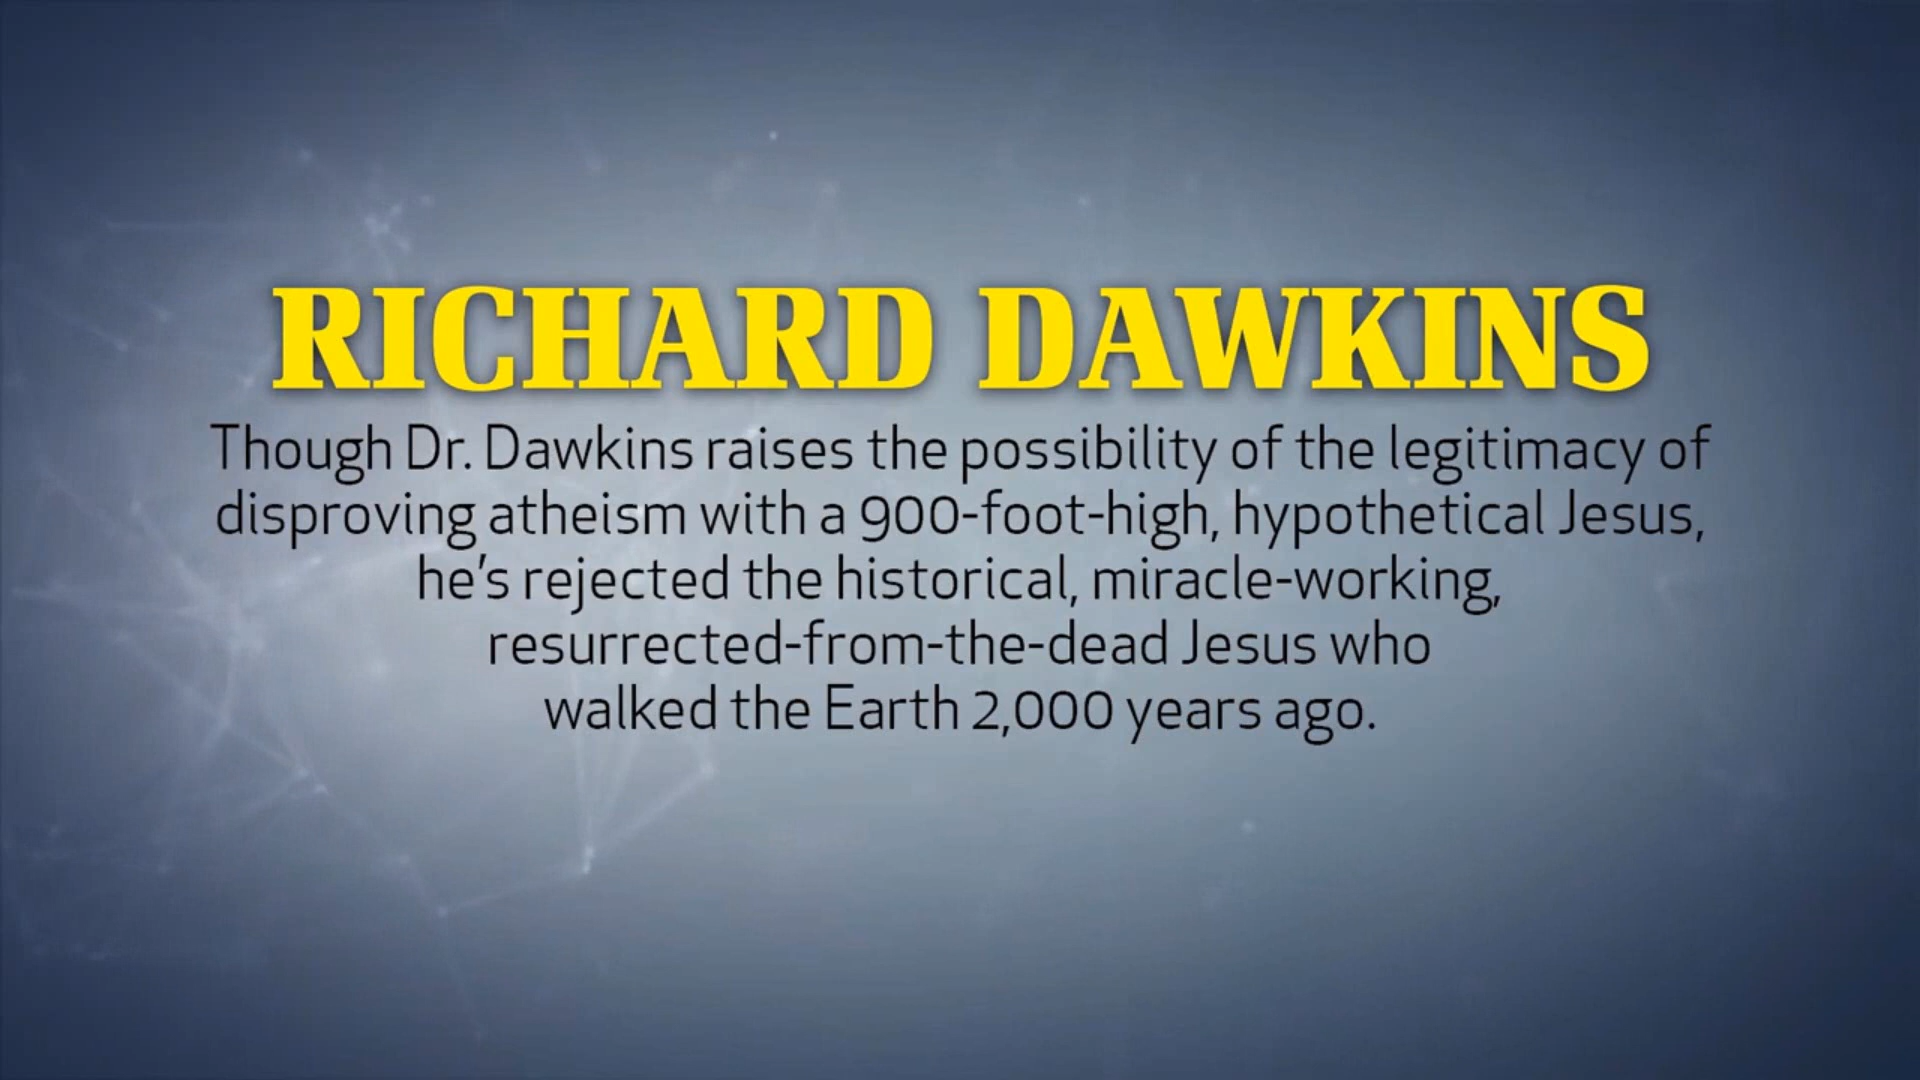 RICHARD DAWKINS
Though Dr. Dawkins raises the possibility of the legitimacy of
disproving atheism with a 900-foot-high, hypothetical Jesus,
he's rejected the historical, miracle-working,
resurrected-from-the-dead Jesus who
walked the Earth 2,000 years ago.